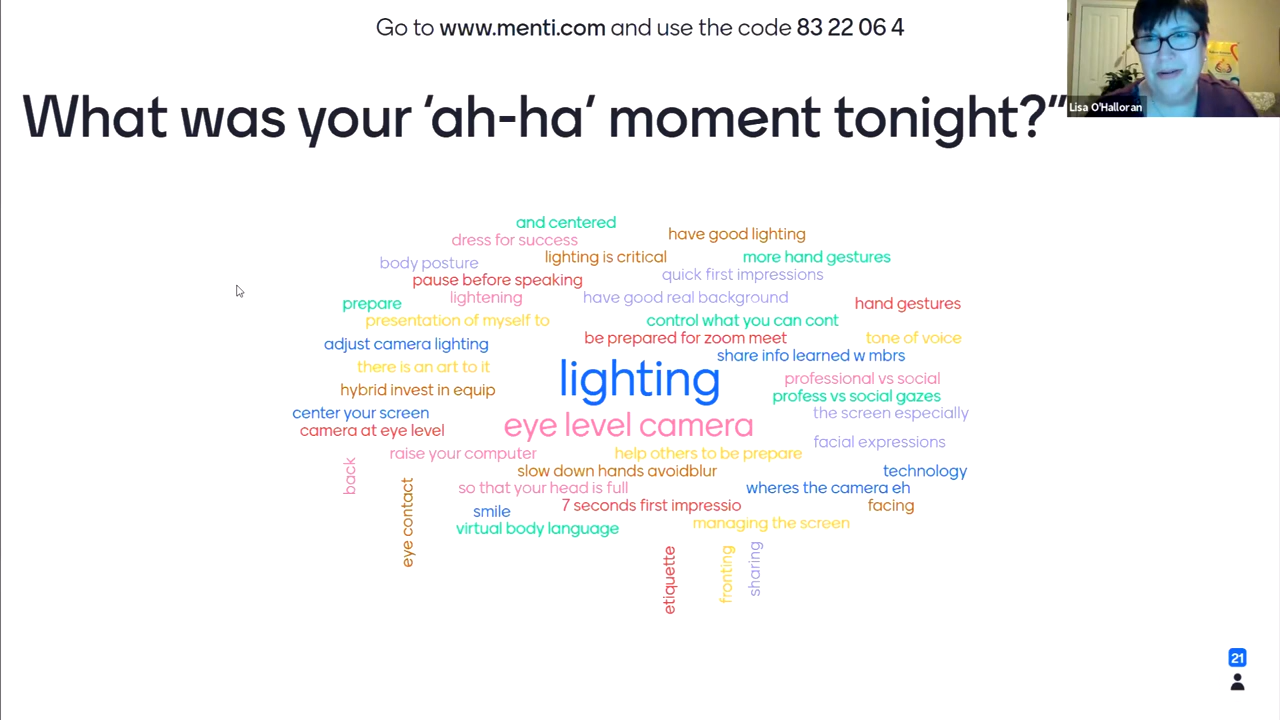 Go to www.menti.com and use the code 83 22 06 4
Lisa O'Halloran
What was your ‘ah-ha’ moment tonight?”
and centered
have good lighting
dress for success
lighting is critical
more hand gestures
body posture
quick first impressions
pause before speaking
lightening
have good real background
hand gestures
prepare
presentation of myself to
control what you can cont
be prepared for zoom meet
tone of voice
adjust camera lighting
share info learned w mbrs
there is an art to it
lighting
professional vs social
hybrid invest in equip
profess vs social gazes
center your screen
eye level camera
the screen especially
camera at eye level
facial expressions
raise your computer
help others to be prepare
back
slow down hands avoidblur
technology
eye contact
so that your head is full
wheres the camera eh
smile
7 seconds first impressio
facing
virtual body language
managing the screen
etiquette
fronting
sharing
21